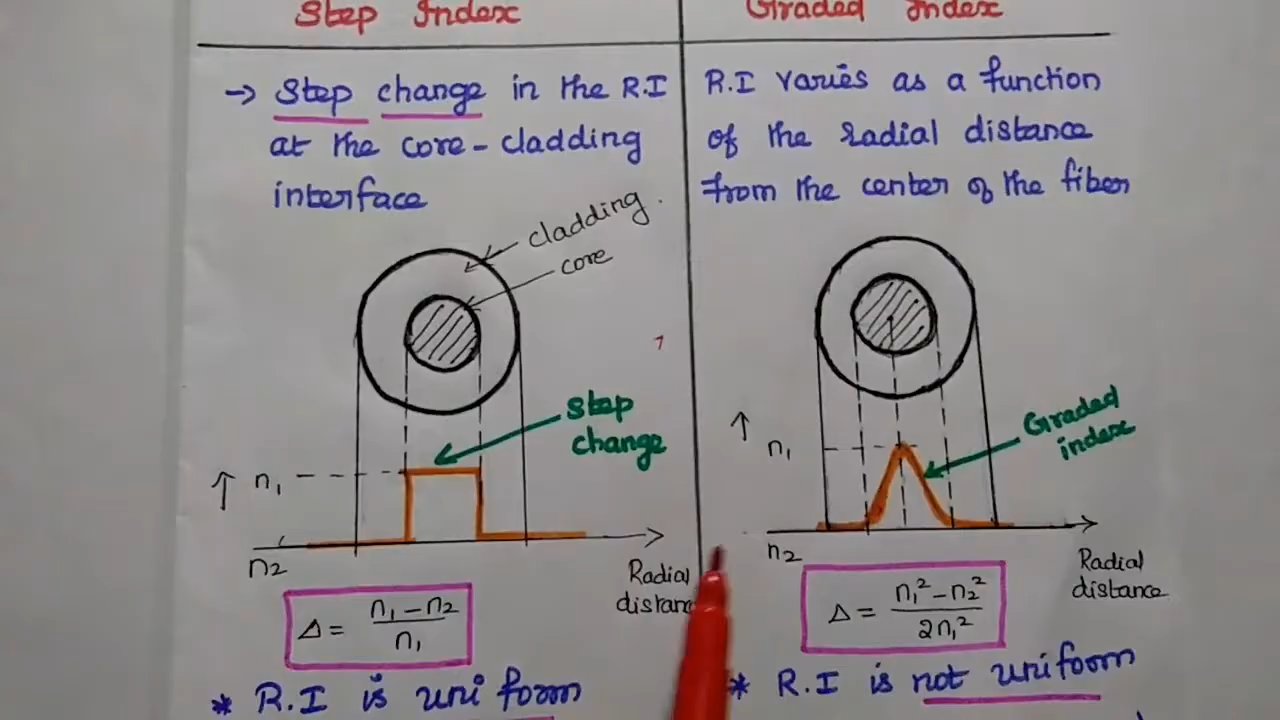 Step Index
→ Step change in the R.I
at the core-cladding
interface
cladding.
core
Step
change
↑ n₁
n₂
Radial
distanc
Δ = n₁ - n₂ / n₁
* R.I is uniform
Graded Index
R.I varies as a function
of the radial distance
from the center of the fiber
Graded
index
↑ n₁
n₂
Radial
distance
Δ = n₁² - n₂² / 2n₁²
* R.I is not uniform